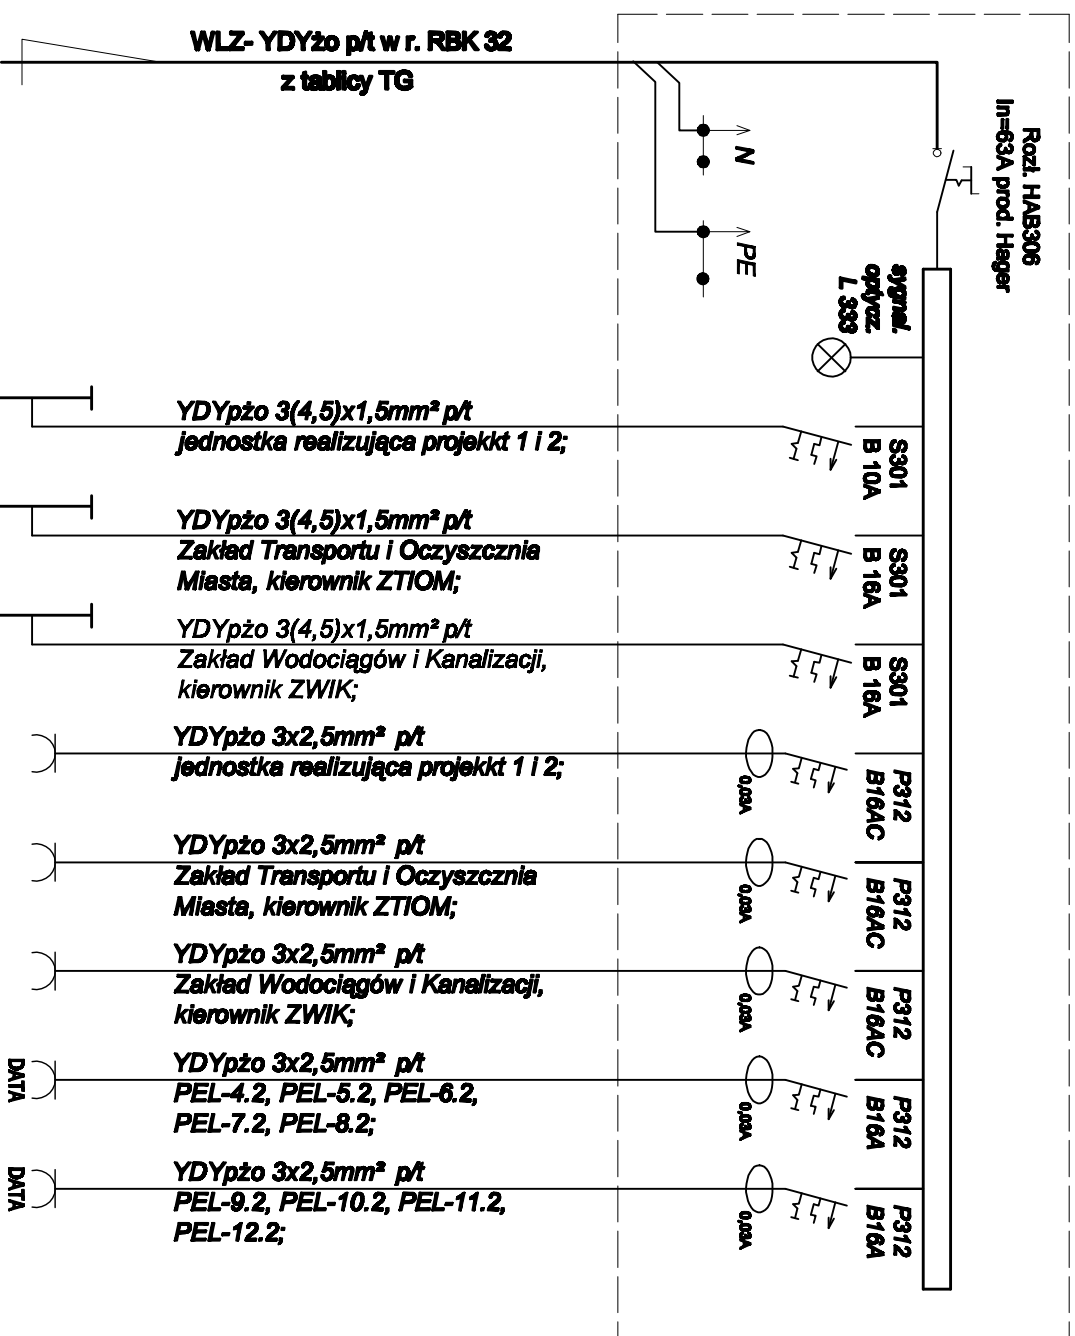 WLZ- YDYżo p/t w r. RBK 32
z tablicy TG
Rozł. HAB306
In=63A prod. Hager
N
PE
sygnal.
optycz.
L 333
YDYpżo 3(4,5)x1,5mm² p/t
jednostka realizująca projekkt 1 i 2;
S301
B 10A
YDYpżo 3(4,5)x1,5mm² p/t
Zakład Transportu i Oczyszcznia
Miasta, kierownik ZTIOM;
S301
B 16A
YDYpżo 3(4,5)x1,5mm² p/t
Zakład Wodociągów i Kanalizacji,
kierownik ZWIK;
S301
B 16A
YDYpżo 3x2,5mm² p/t
jednostka realizująca projekkt 1 i 2;
0,03A
P312
B16AC
YDYpżo 3x2,5mm² p/t
Zakład Transportu i Oczyszcznia
Miasta, kierownik ZTIOM;
0,03A
P312
B16AC
YDYpżo 3x2,5mm² p/t
Zakład Wodociągów i Kanalizacji,
kierownik ZWIK;
0,03A
P312
B16AC
DATA
YDYpżo 3x2,5mm² p/t
PEL-4.2, PEL-5.2, PEL-6.2,
PEL-7.2, PEL-8.2;
0,03A
P312
B16A
DATA
YDYpżo 3x2,5mm² p/t
PEL-9.2, PEL-10.2, PEL-11.2,
PEL-12.2;
0,03A
P312
B16A